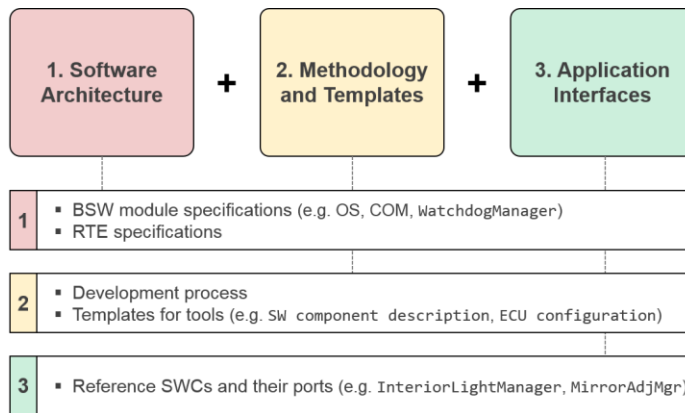 1. Software
Architecture
+
2. Methodology
and Templates
+
3. Application
Interfaces
1
▪ BSW module specifications (e.g. OS, COM, WatchdogManager)
▪ RTE specifications
2
▪ Development process
▪ Templates for tools (e.g. SW component description, ECU configuration)
3
▪ Reference SWCs and their ports (e.g. InteriorLightManager, MirrorAdjMgr)